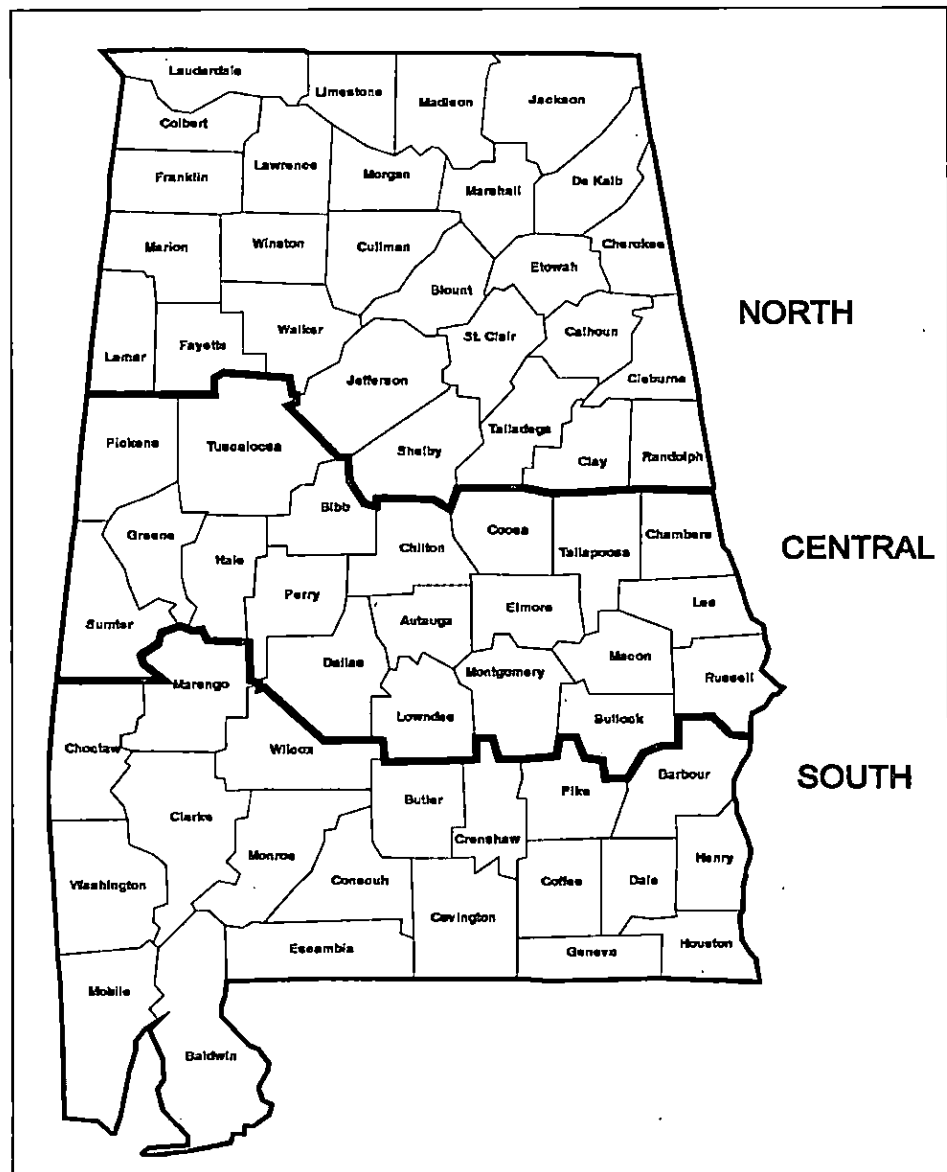 Lauderdale
Limestone
Madison
Jackson
Colbert
Lawrence
Franklin
Morgan
Marshall
De Kalb
Marion
Winston
Cullman
Cherokee
Etowah
Blount
NORTH
Walker
St. Clair
Calhoun
Lamar
Fayette
Jefferson
Cleburne
Pickens
Tuscaloosa
Shelby
Talladega
Clay
Randolph
Bibb
Greene
Hale
Chilton
Coosa
Tallapoosa
Chambers
CENTRAL
Perry
Elmore
Lee
Sumter
Autauga
Dallas
Macon
Marengo
Montgomery
Russell
Lowndes
Bullock
Choctaw
Wilcox
SOUTH
Butler
Pike
Barbour
Clarke
Crenshaw
Monroe
Henry
Washington
Conecuh
Coffee
Dale
Covington
Escambia
Geneva
Houston
Mobile
Baldwin